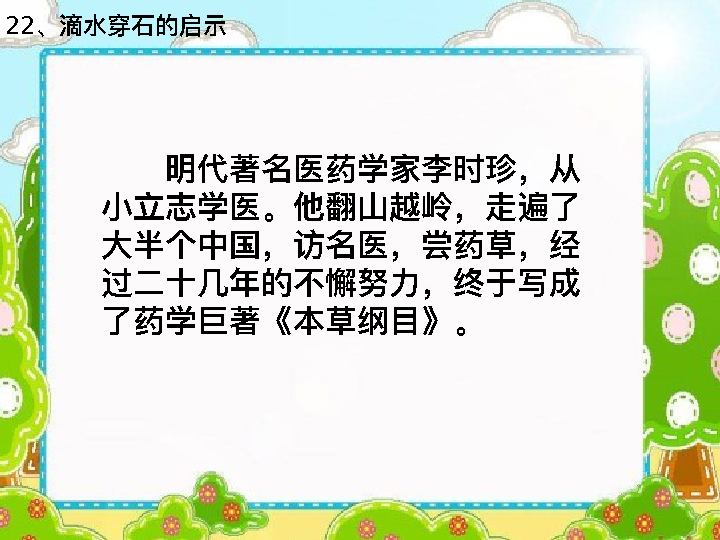 22、滴水穿石的启示
明代著名医药学家李时珍，从
小立志学医。他翻山越岭，走遍了
大半个中国，访名医，尝药草，经
过二十几年的不懈努力，终于写成
了药学巨著《本草纲目》。